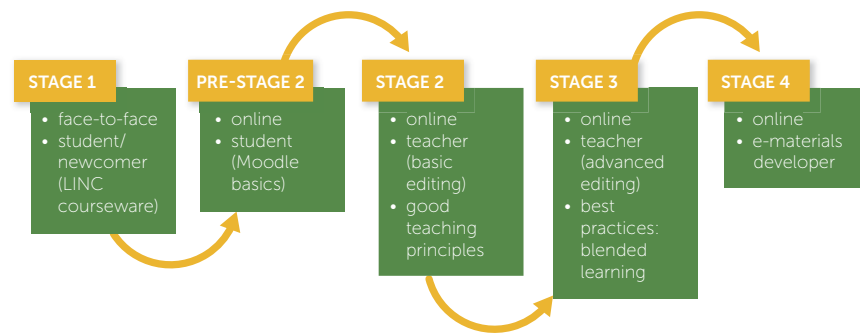 STAGE 1
• face-to-face
• student/
newcomer
(LINC
courseware)
PRE-STAGE 2
• online
• student
(Moodle
basics)
STAGE 2
• online
• teacher
(basic
editing)
• good
teaching
principles
STAGE 3
• online
• teacher
(advanced
editing)
• best
practices:
blended
learning
STAGE 4
• online
• e-materials
developer